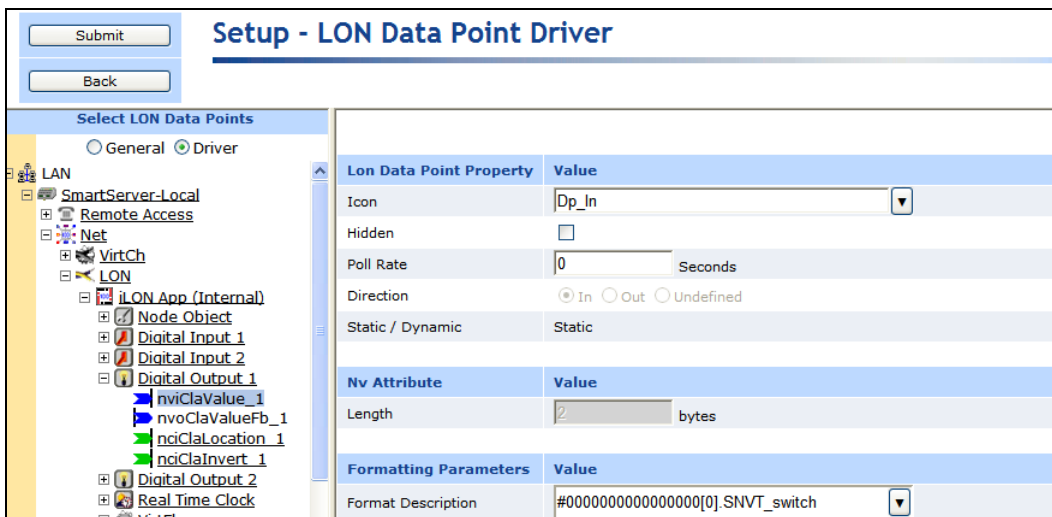 Submit
Setup - LON Data Point Driver
Back
Select LON Data Points
General Driver
LAN
SmartServer-Local
Remote Access
Net
VirtCh
LON
iLON App (Internal)
Node Object
Digital Input 1
Digital Input 2
Digital Output 1
nviClaValue_1
nvoClaValueFb_1
nciClaLocation_1
nciClaInvert_1
Digital Output 2
Real Time Clock
Lon Data Point Property Value
Icon Dp_In
Hidden
Poll Rate 0 Seconds
Direction In Out Undefined
Static / Dynamic Static
Nv Attribute Value
Length 2 bytes
Formatting Parameters Value
Format Description #0000000000000000[0].SNVT_switch